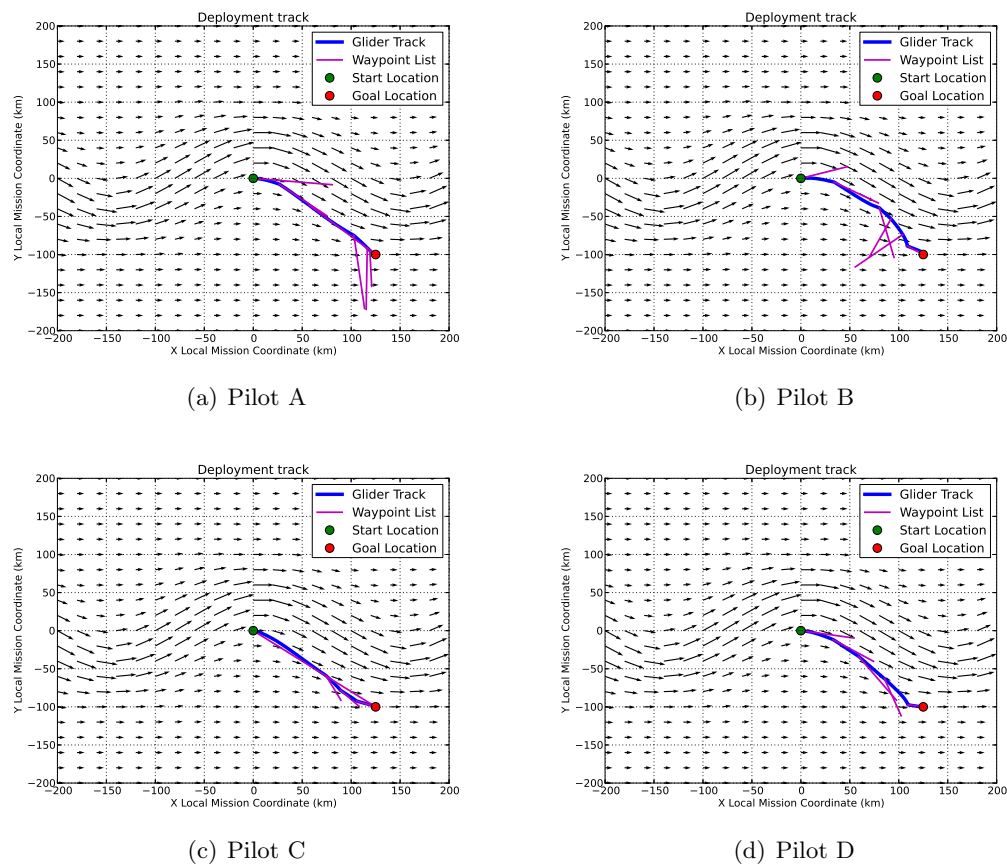 Deployment track
Glider Track
Waypoint List
Start Location
Goal Location
200
150
100
50
0
−50
−100
−150
−200
−200 −150 −100 −50 0 50 100 150 200
Y Local Mission Coordinate (km)
X Local Mission Coordinate (km)
(a) Pilot A
Deployment track
Glider Track
Waypoint List
Start Location
Goal Location
200
150
100
50
0
−50
−100
−150
−200
−200 −150 −100 −50 0 50 100 150 200
Y Local Mission Coordinate (km)
X Local Mission Coordinate (km)
(b) Pilot B
Deployment track
Glider Track
Waypoint List
Start Location
Goal Location
200
150
100
50
0
−50
−100
−150
−200
−200 −150 −100 −50 0 50 100 150 200
Y Local Mission Coordinate (km)
X Local Mission Coordinate (km)
(c) Pilot C
Deployment track
Glider Track
Waypoint List
Start Location
Goal Location
200
150
100
50
0
−50
−100
−150
−200
−200 −150 −100 −50 0 50 100 150 200
Y Local Mission Coordinate (km)
X Local Mission Coordinate (km)
(d) Pilot D